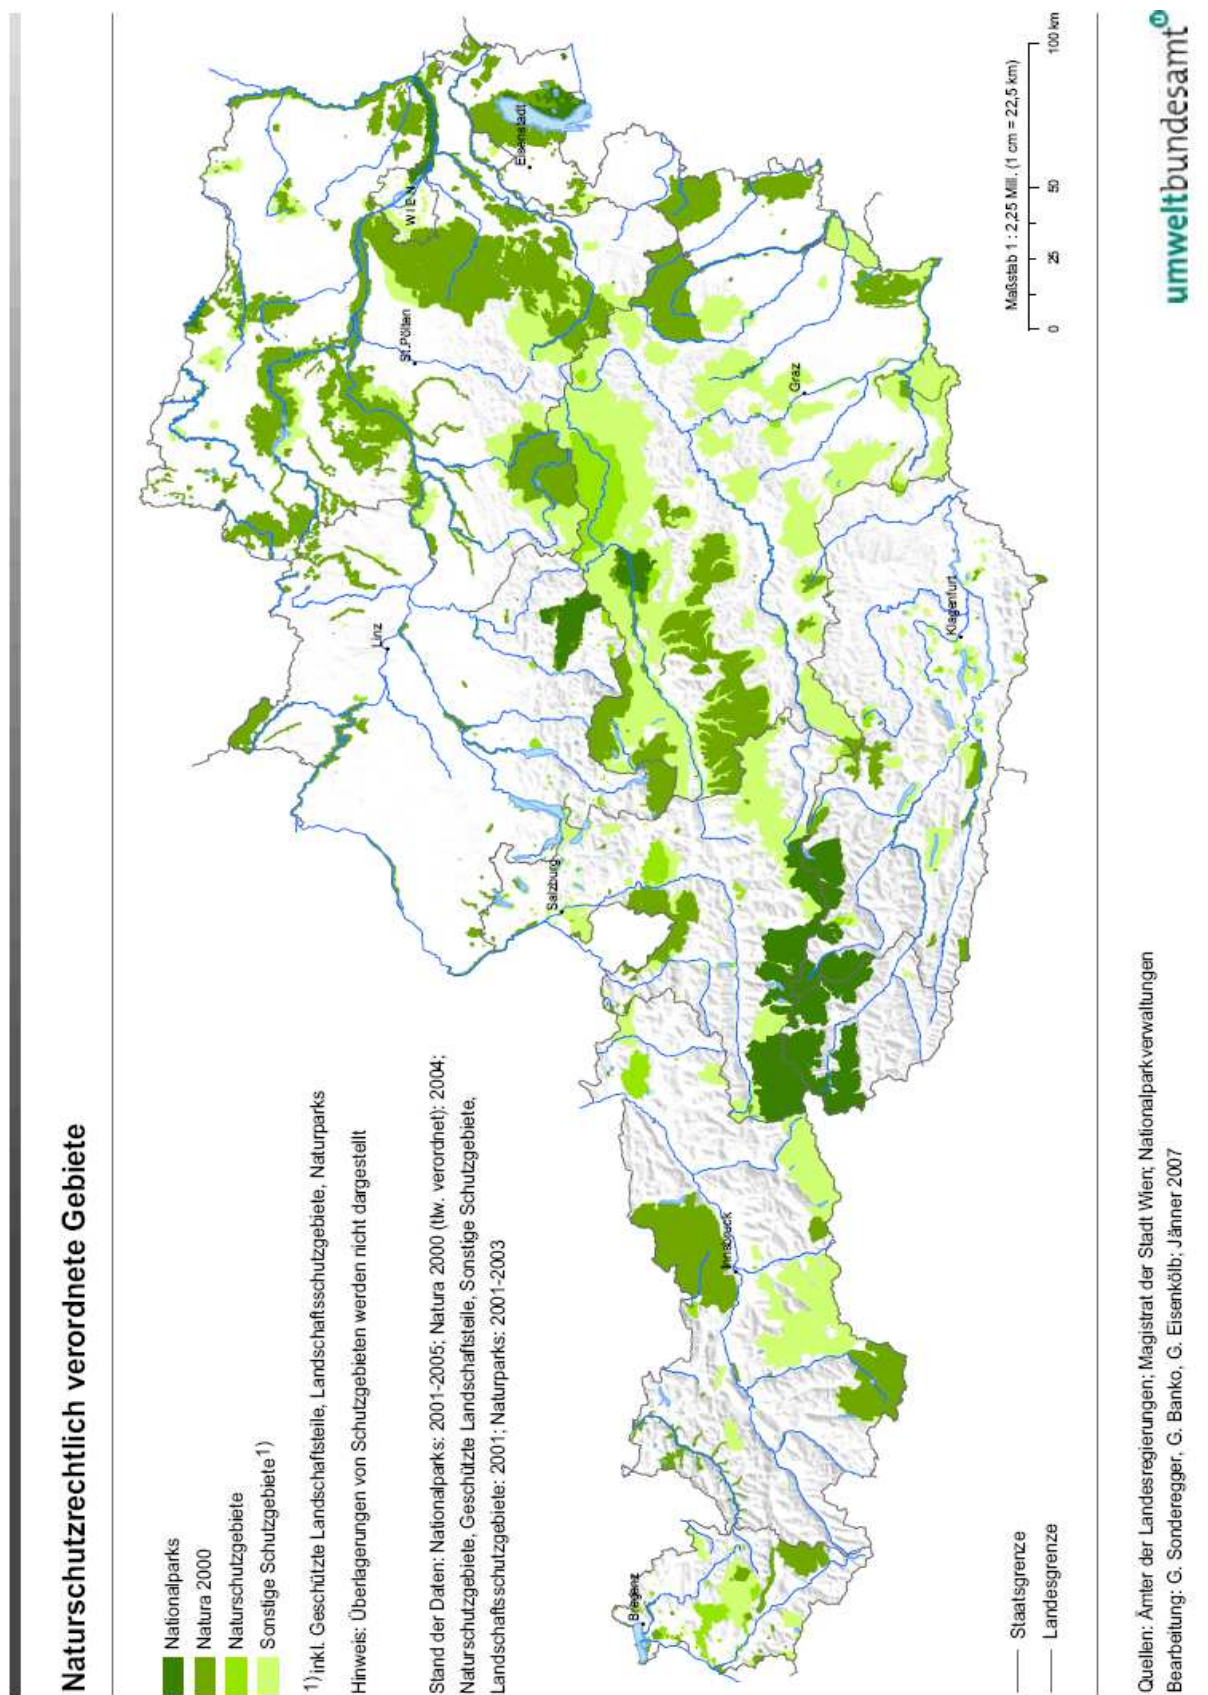 Naturschutzrechtlich verordnete Gebiete
Nationalparks
Natura 2000
Naturschutzgebiete
Sonstige Schutzgebiete 1)
1) inkl. Geschützte Landschaftsteile, Landschaftsschutzgebiete, Naturparks
Hinweis: Überlagerungen von Schutzgebieten werden nicht dargestellt
Stand der Daten: Nationalparks: 2001-2005; Natura 2000 (tlw. verordnet): 2004;
Naturschutzgebiete, Geschützte Landschaftsteile, Sonstige Schutzgebiete,
Landschaftsschutzgebiete: 2001; Naturparks: 2001-2003
Bregenz
Innsbruck
Salzburg
Linz
St.Pölten
WIEN
Eisenstadt
Graz
Klagenfurt
Maßstab 1 : 2,25 Mill. (1 cm = 22,5 km)
0 25 50 100 km
Staatsgrenze
Landesgrenze
Quellen: Ämter der Landesregierungen; Magistrat der Stadt Wien; Nationalparkverwaltungen
Bearbeitung: G. Sonderegger, G. Banko, G. Eisenkölb; Jänner 2007
umweltbundesamt U